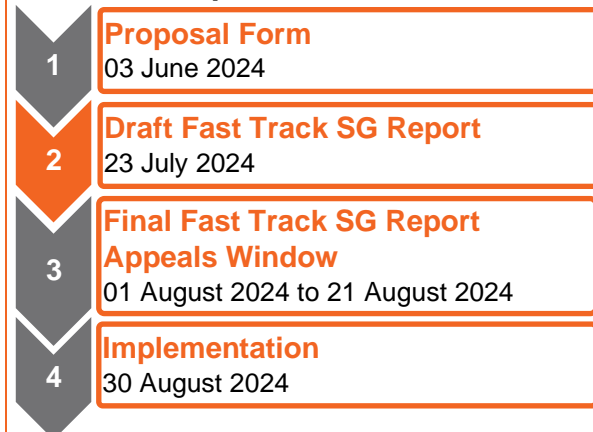 1
Proposal Form
03 June 2024
2
Draft Fast Track SG Report
23 July 2024
3
Final Fast Track SG Report
Appeals Window
01 August 2024 to 21 August 2024
4
Implementation
30 August 2024